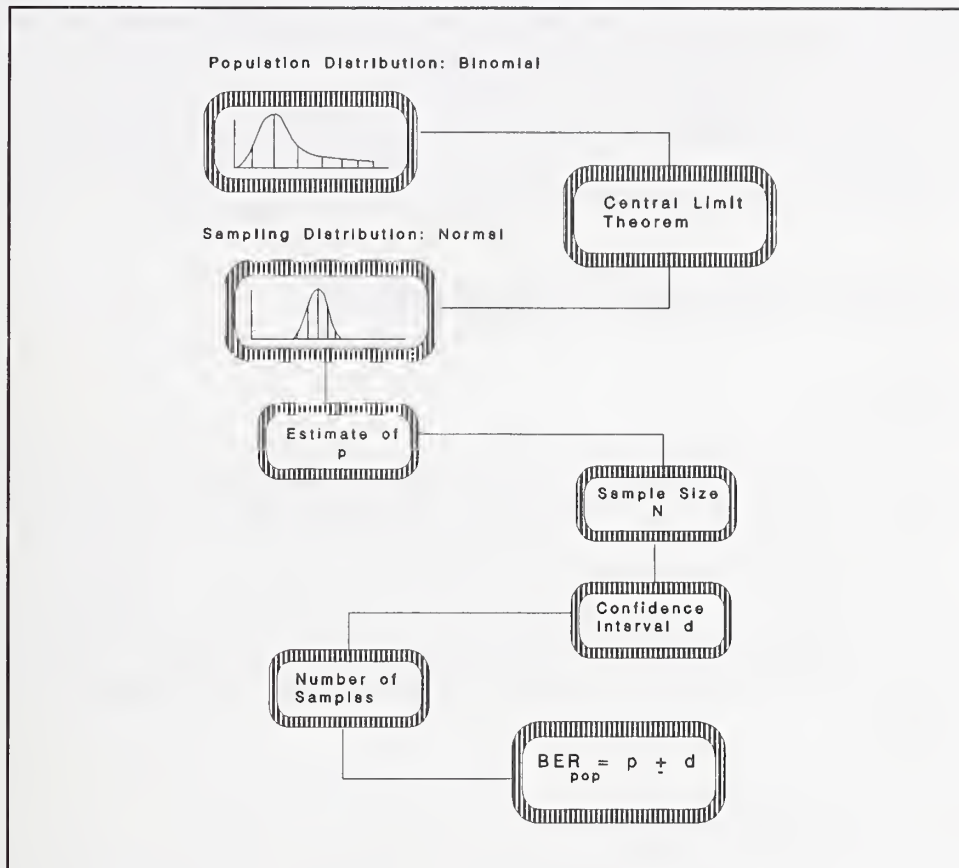 Population Distribution: Binomial
Central Limit
Theorem
Sampling Distribution: Normal
Estimate of
p
Sample Size
N
Confidence
Interval d
Number of
Samples
BER = p ± d
pop